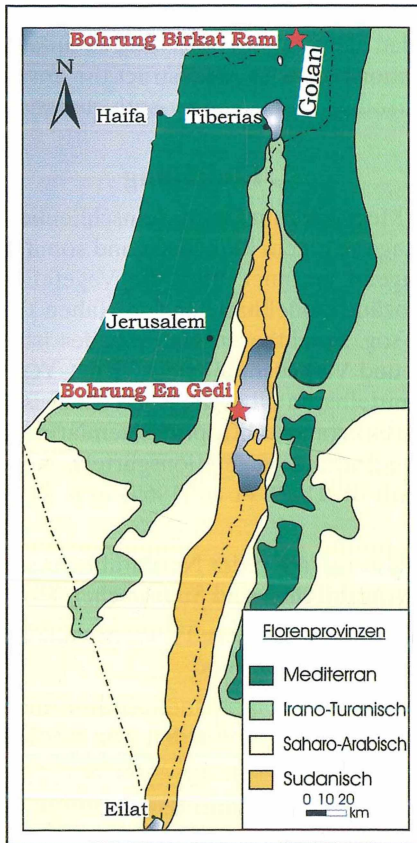 Bohrung Birkat Ram
N
Golan
Haifa
Tiberias
Jerusalem
Bohrung En Gedi
Florenprovinzen
Mediterran
Irano-Turanisch
Saharo-Arabisch
Sudanisch
0 10 20
km
Eilat